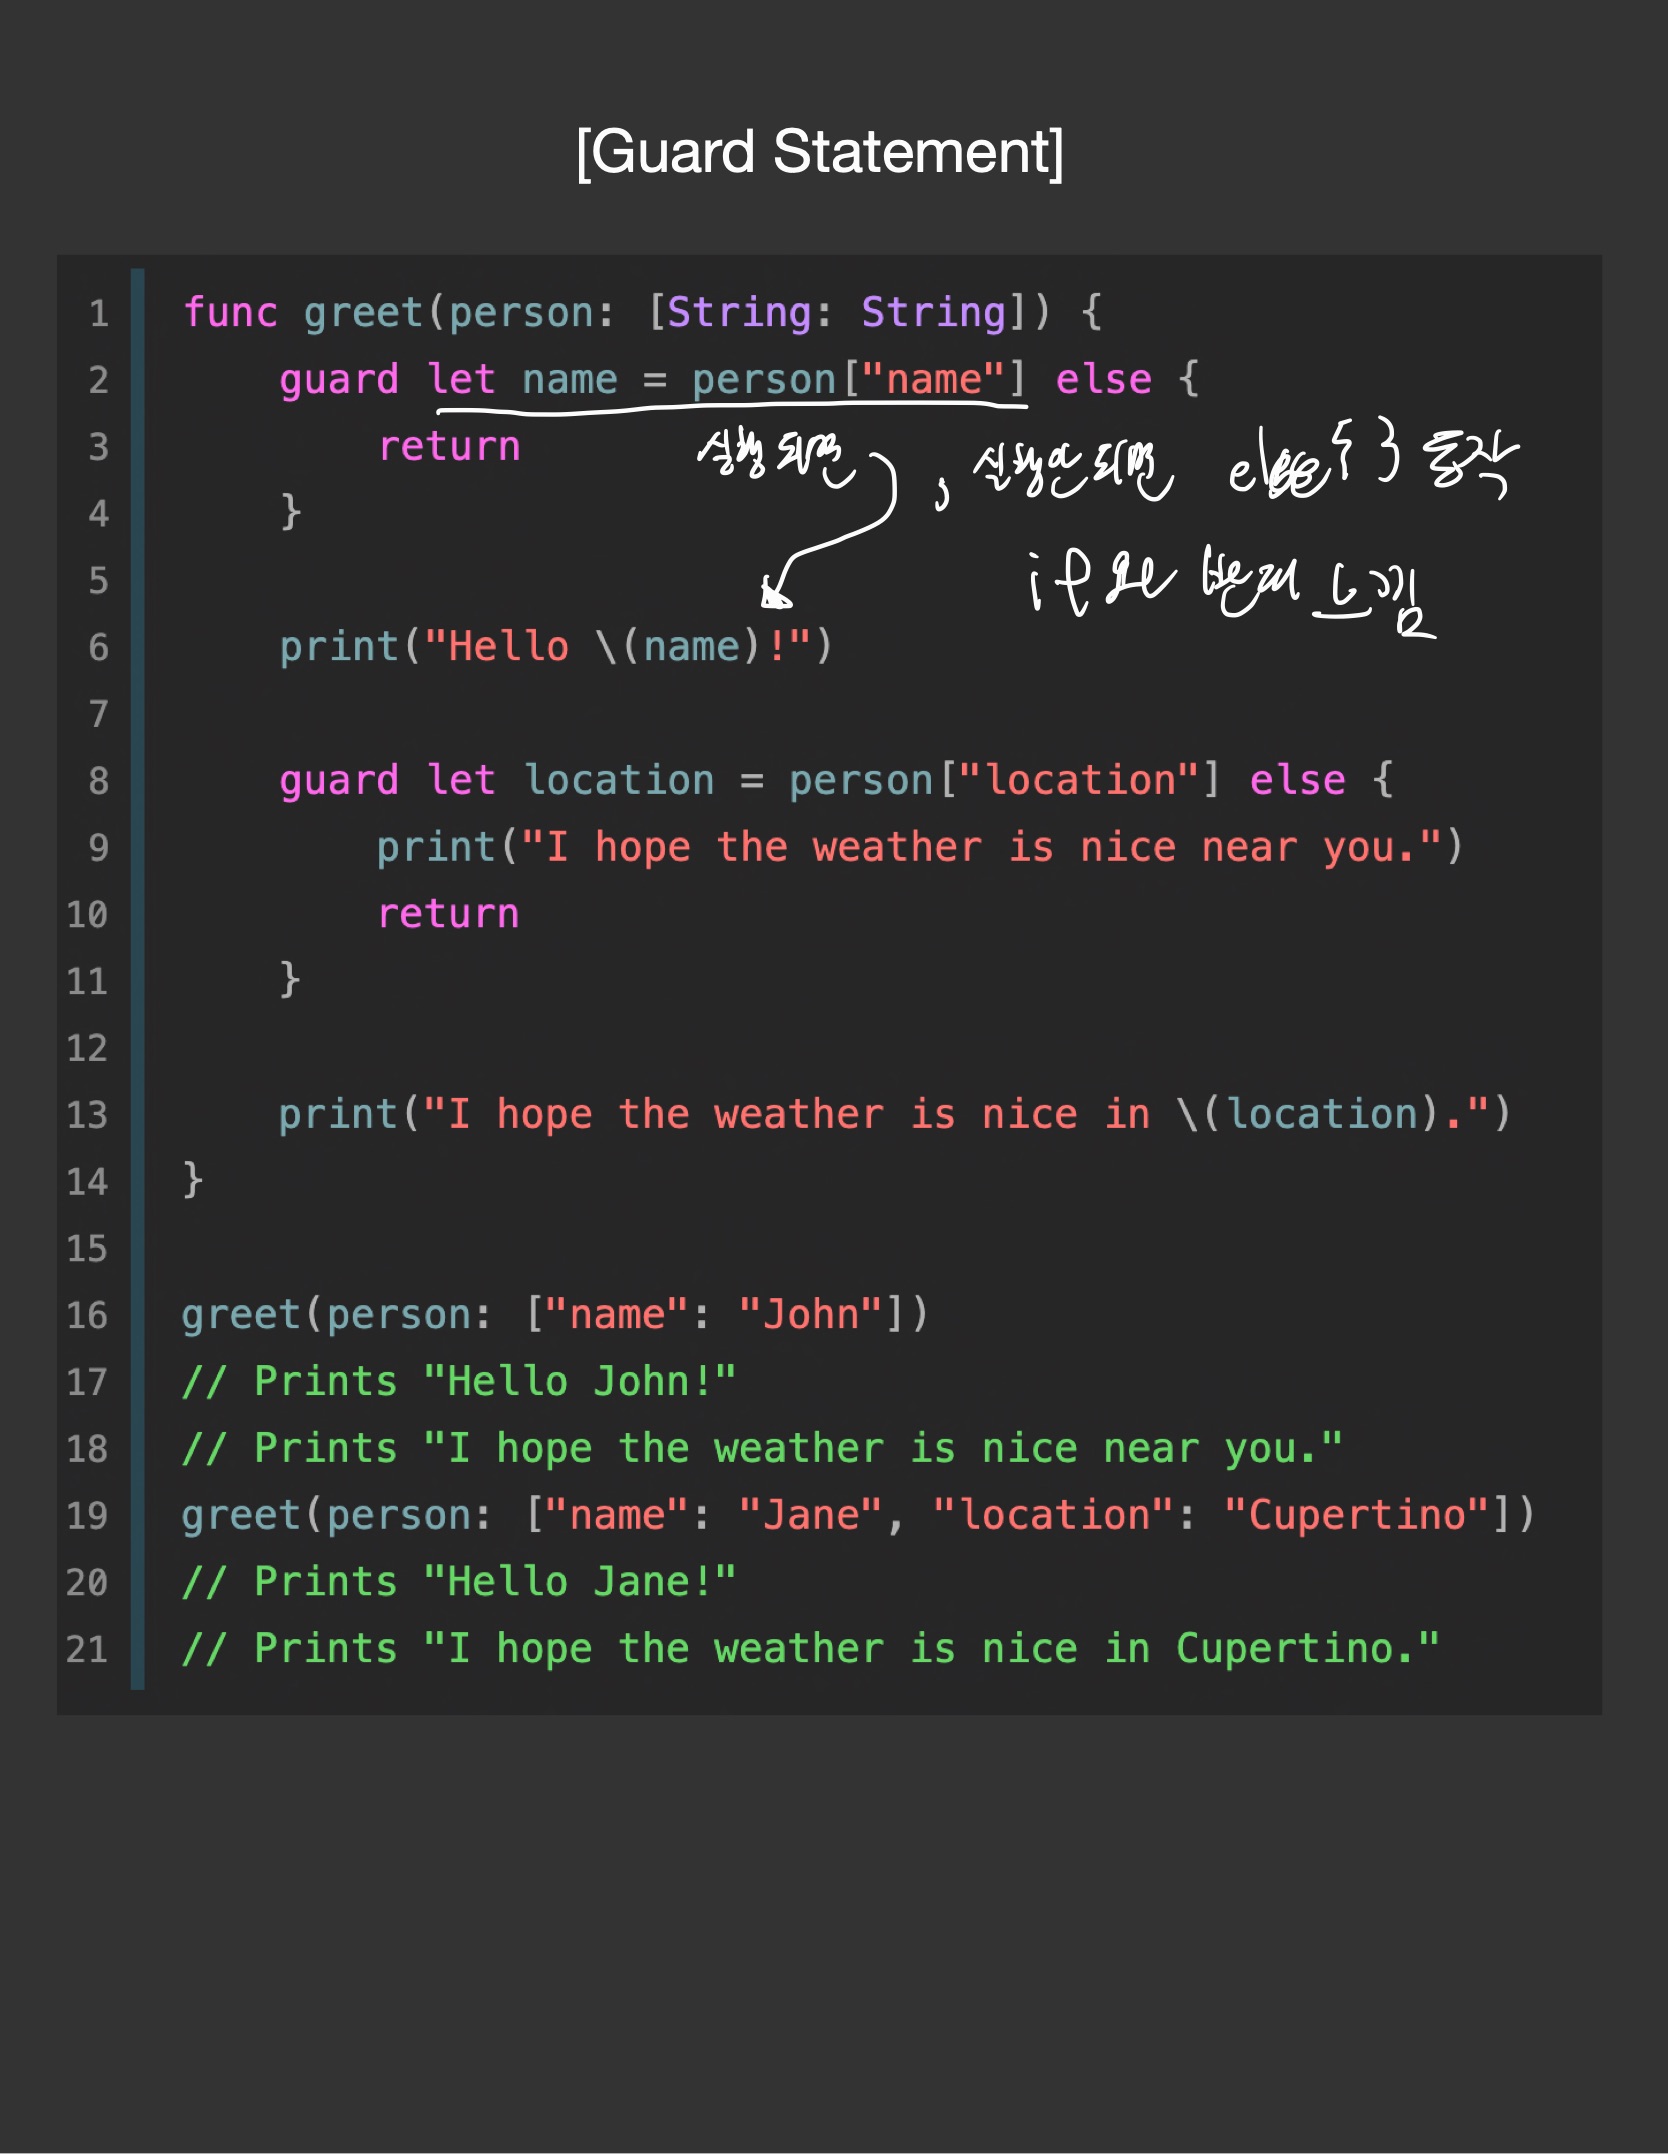 [Guard Statement]
1 func greet(person: [String: String]) {
2     guard let name = person["name"] else {
3         return
실행 되면 , 실행 안 되면 else { } 동작
4     }
5
if 와 반대 느낌
6     print("Hello \(name)!")
7
8     guard let location = person["location"] else {
9         print("I hope the weather is nice near you.")
10         return
11     }
12
13     print("I hope the weather is nice in \(location).")
14 }
15
16 greet(person: ["name": "John"])
17 // Prints "Hello John!"
18 // Prints "I hope the weather is nice near you."
19 greet(person: ["name": "Jane", "location": "Cupertino"])
20 // Prints "Hello Jane!"
21 // Prints "I hope the weather is nice in Cupertino."